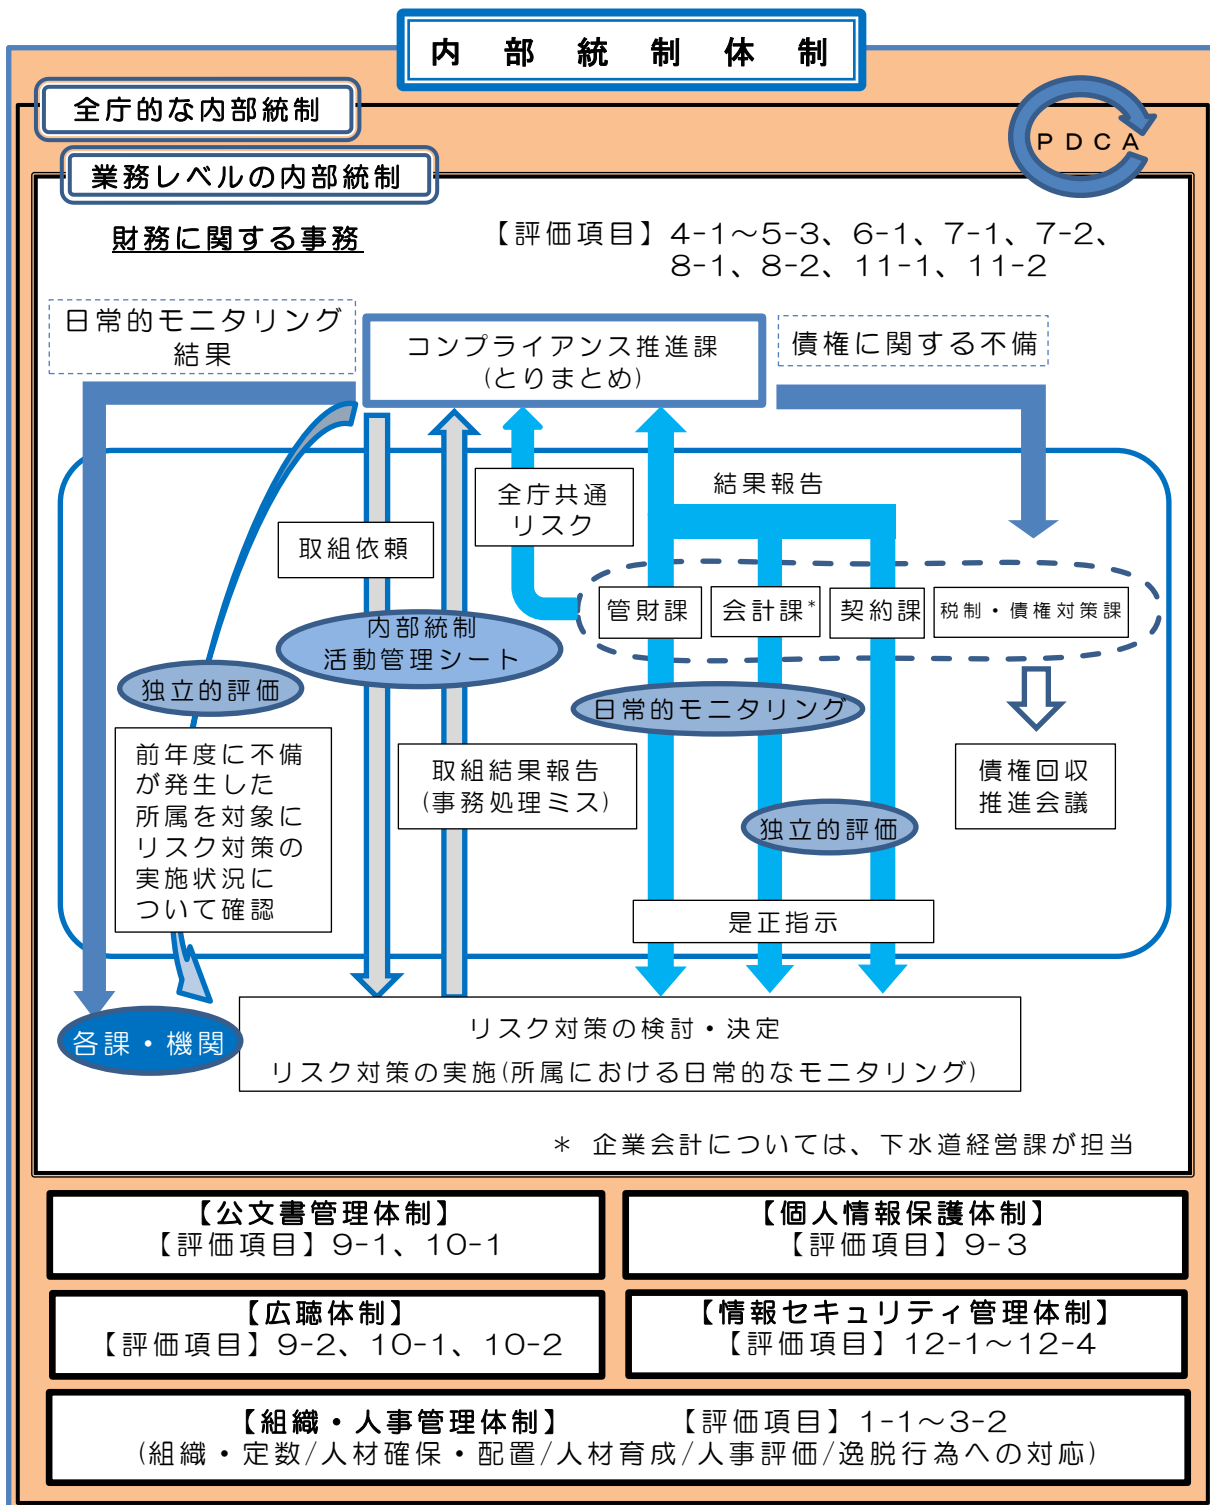 内部統制体制
全庁的な内部統制
PDCA
業務レベルの内部統制
財務に関する事務
【評価項目】4-1～5-3、6-1、7-1、7-2、
8-1、8-2、11-1、11-2
日常的モニタリング
結果
コンプライアンス推進課
(とりまとめ)
債権に関する不備
全庁共通
リスク
結果報告
取組依頼
管財課
会計課*
契約課
税制・債権対策課
内部統制
活動管理シート
独立的評価
日常的モニタリング
前年度に不備
が発生した
所属を対象に
リスク対策の
実施状況に
ついて確認
取組結果報告
(事務処理ミス)
債権回収
推進会議
独立的評価
是正指示
各課・機関
リスク対策の検討・決定
リスク対策の実施(所属における日常的なモニタリング)
* 企業会計については、下水道経営課が担当
【公文書管理体制】
【評価項目】9-1、10-1
【個人情報保護体制】
【評価項目】9-3
【広聴体制】
【評価項目】9-2、10-1、10-2
【情報セキュリティ管理体制】
【評価項目】12-1～12-4
【組織・人事管理体制】 【評価項目】1-1～3-2
(組織・定数/人材確保・配置/人材育成/人事評価/逸脱行為への対応)